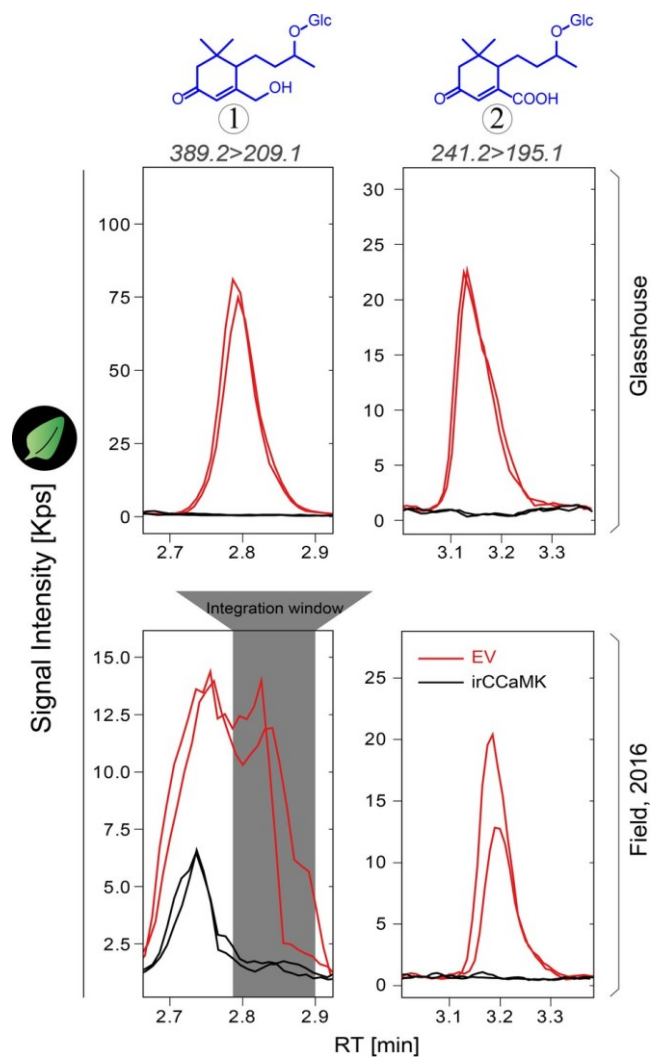 O-Glc
O
OH
1
389.2>209.1
O-Glc
O
COOH
2
241.2>195.1
Signal Intensity [Kps]
100
75
50
25
0
2.7 2.8 2.9
30
25
20
15
10
5
0
3.1 3.2 3.3
Glasshouse
Integration window
15.0
12.5
10.0
7.5
5.0
2.5
2.7 2.8 2.9
EV
irCCaMK
25
20
15
10
5
0
3.1 3.2 3.3
Field, 2016
RT [min]